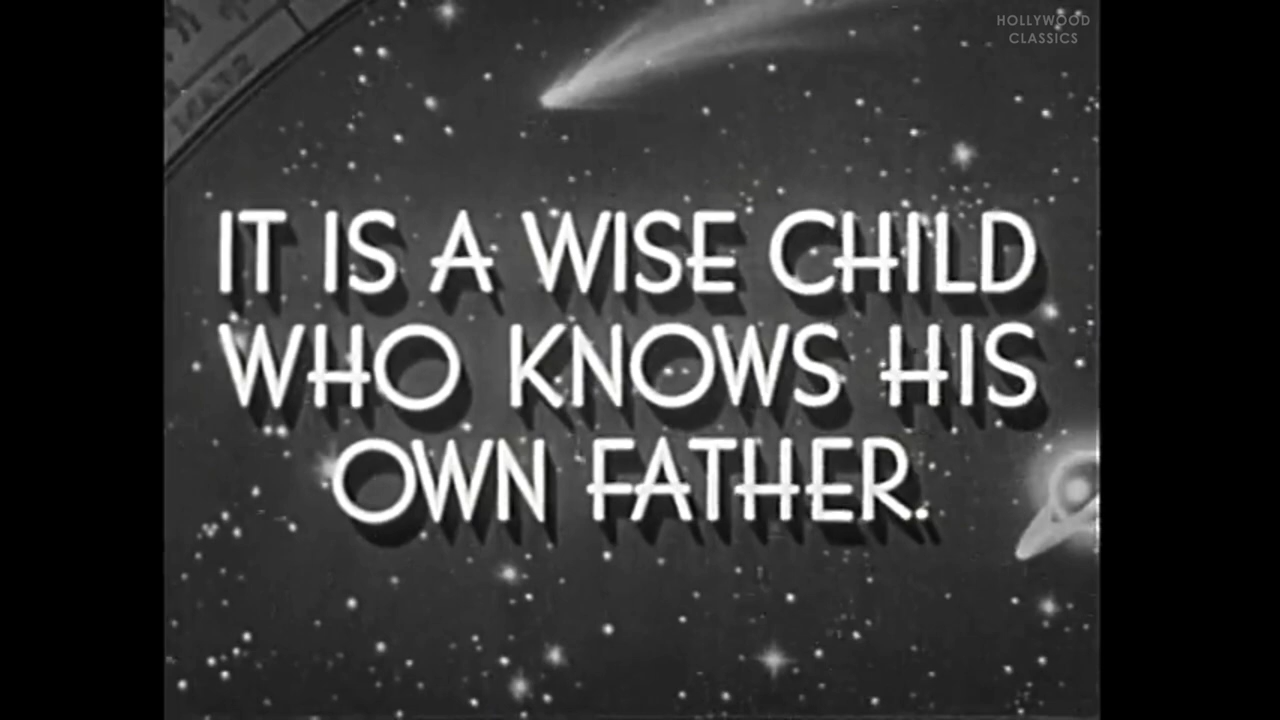 HOLLYWOOD
CLASSICS
IT IS A WISE CHILD
WHO KNOWS HIS
OWN FATHER.